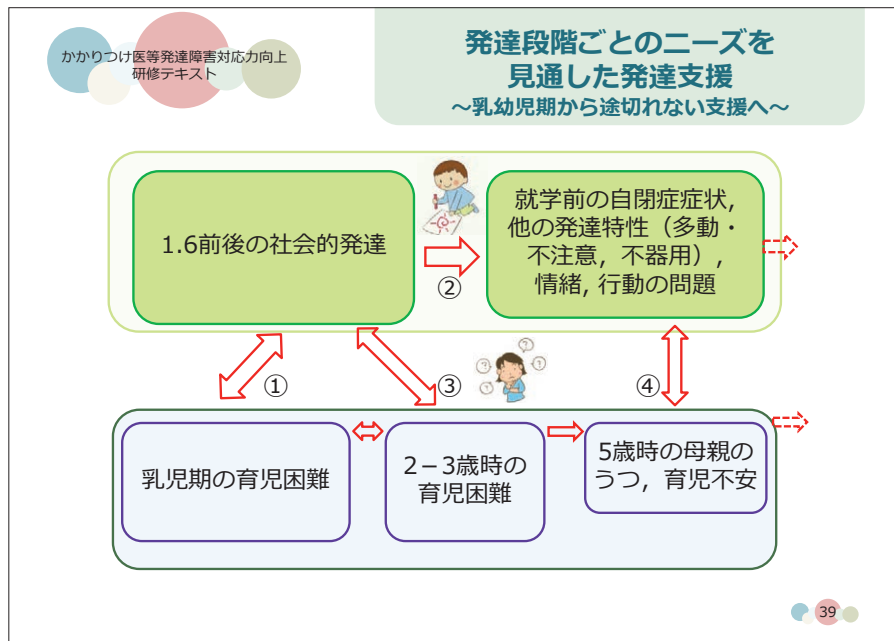 かかりつけ医等発達障害対応力向上
研修テキスト
発達段階ごとのニーズを
見通した発達支援
～乳幼児期から途切れない支援へ～
1.6前後の社会的発達
②
就学前の自閉症症状,
他の発達特性（多動・
不注意，不器用）,
情緒, 行動の問題
①
③
④
? ? ? ?
乳児期の育児困難
2－3歳時の
育児困難
5歳時の母親の
うつ，育児不安
39